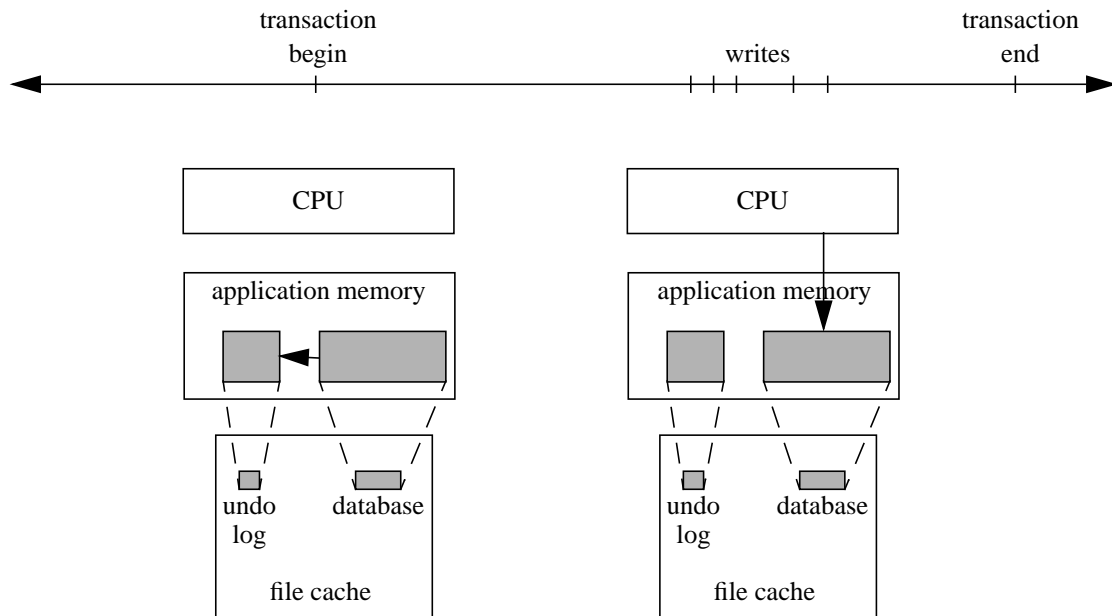 transaction
begin
writes
transaction
end
CPU
application memory
undo
log
database
file cache
CPU
application memory
undo
log
database
file cache